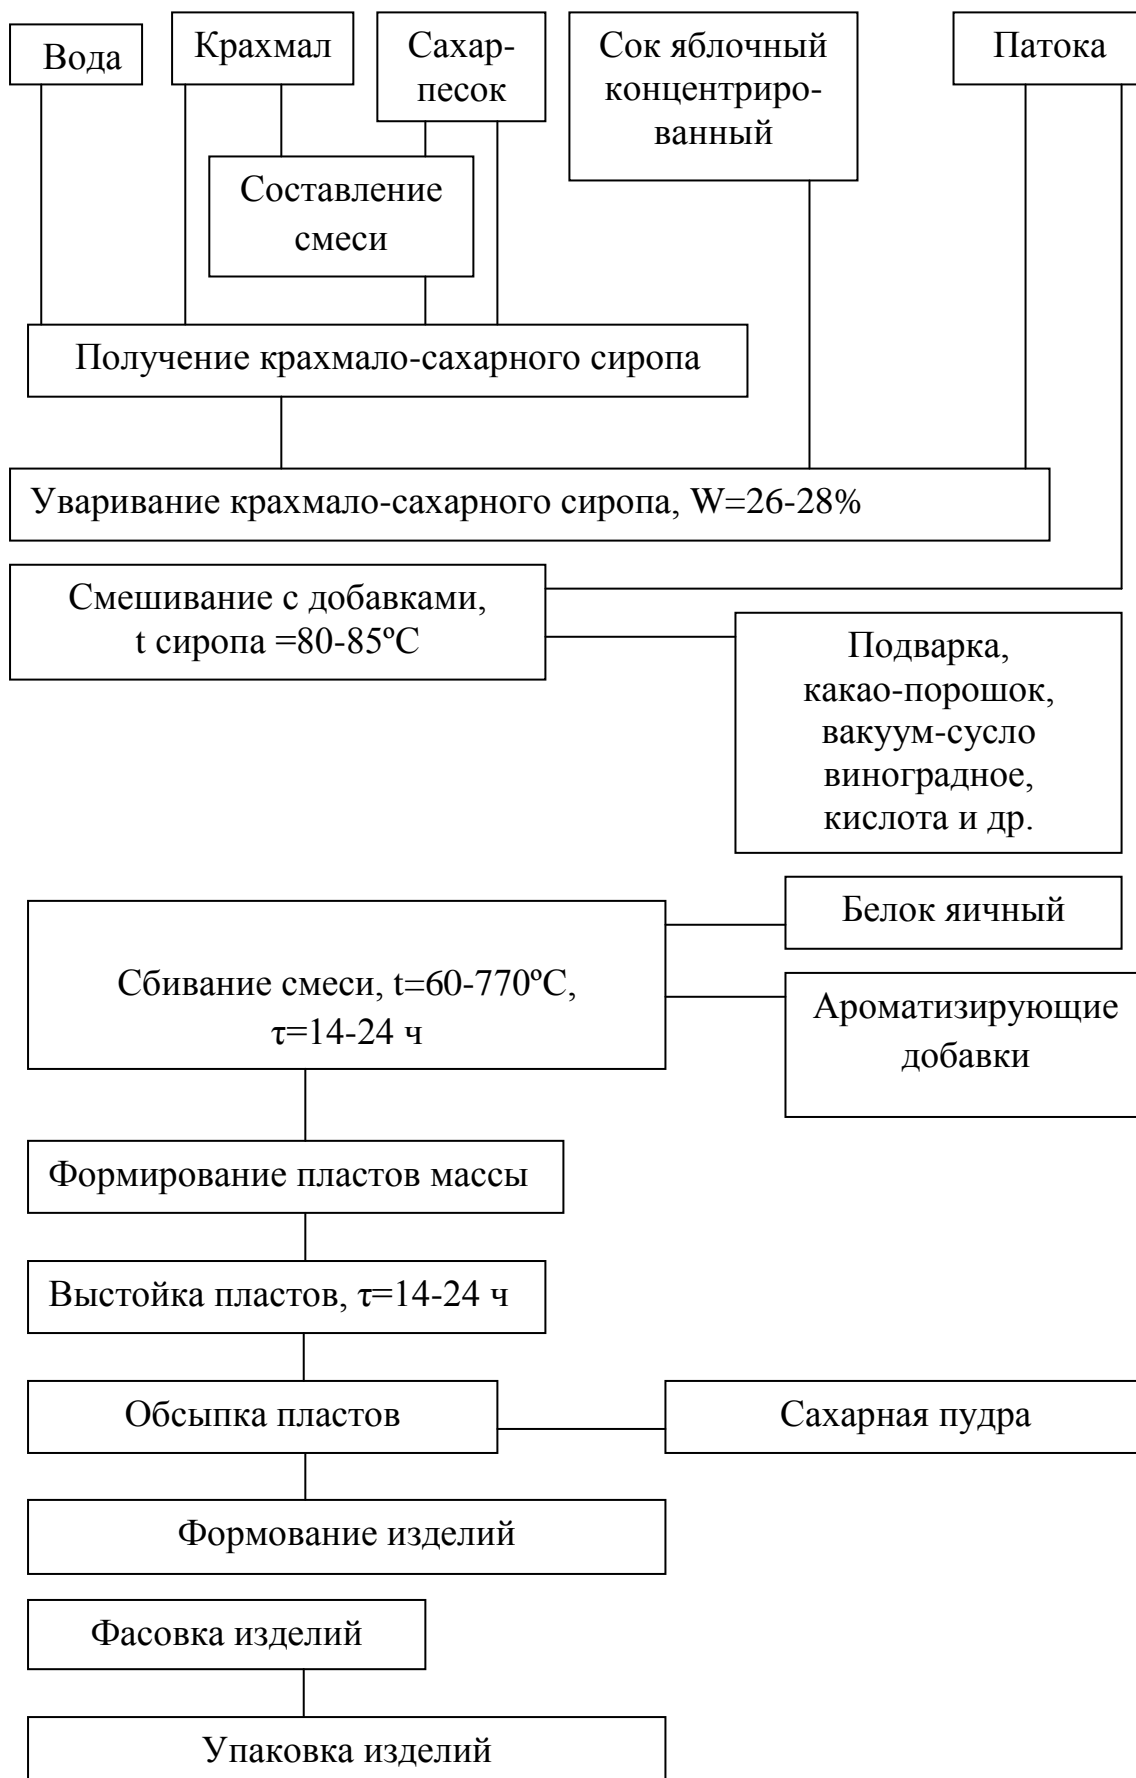 Вода
Крахмал
Сахар-
песок
Сок яблочный
концентриро-
ванный
Патока
Составление
смеси
Получение крахмало-сахарного сиропа
Уваривание крахмало-сахарного сиропа, W=26-28%
Смешивание с добавками,
t сиропа =80-85ºС
Подварка,
какао-порошок,
вакуум-сусло
виноградное,
кислота и др.
Белок яичный
Сбивание смеси, t=60-770ºС,
τ=14-24 ч
Ароматизирующие
добавки
Формирование пластов массы
Выстойка пластов, τ=14-24 ч
Обсыпка пластов
Сахарная пудра
Формование изделий
Фасовка изделий
Упаковка изделий